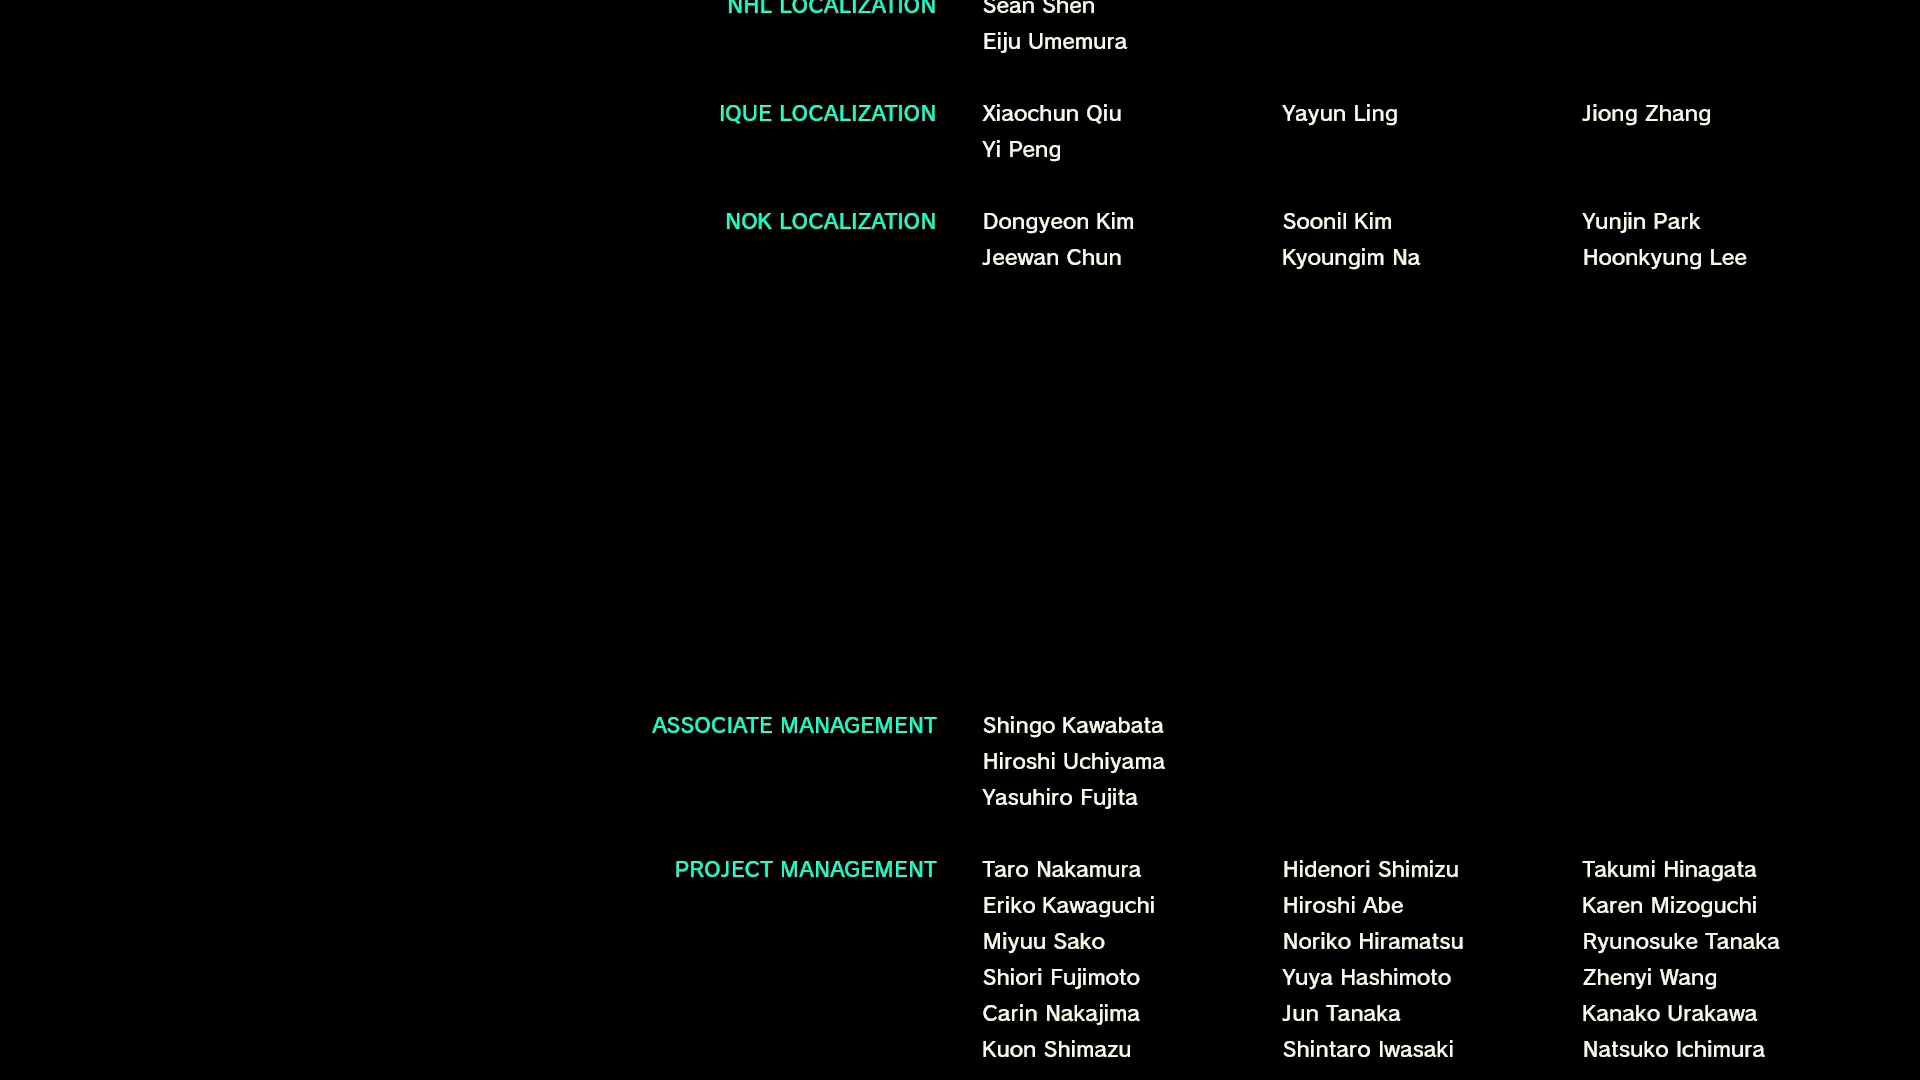 NHL LOCALIZATION Sean Shen
Eiju Umemura
IQUE LOCALIZATION Xiaochun Qiu Yayun Ling Jiong Zhang
Yi Peng
NOK LOCALIZATION Dongyeon Kim Soonil Kim Yunjin Park
Jeewan Chun Kyoungim Na Hoonkyung Lee
ASSOCIATE MANAGEMENT Shingo Kawabata
Hiroshi Uchiyama
Yasuhiro Fujita
PROJECT MANAGEMENT Taro Nakamura Hidenori Shimizu Takumi Hinagata
Eriko Kawaguchi Hiroshi Abe Karen Mizoguchi
Miyuu Sako Noriko Hiramatsu Ryunosuke Tanaka
Shiori Fujimoto Yuya Hashimoto Zhenyi Wang
Carin Nakajima Jun Tanaka Kanako Urakawa
Kuon Shimazu Shintaro Iwasaki Natsuko Ichimura